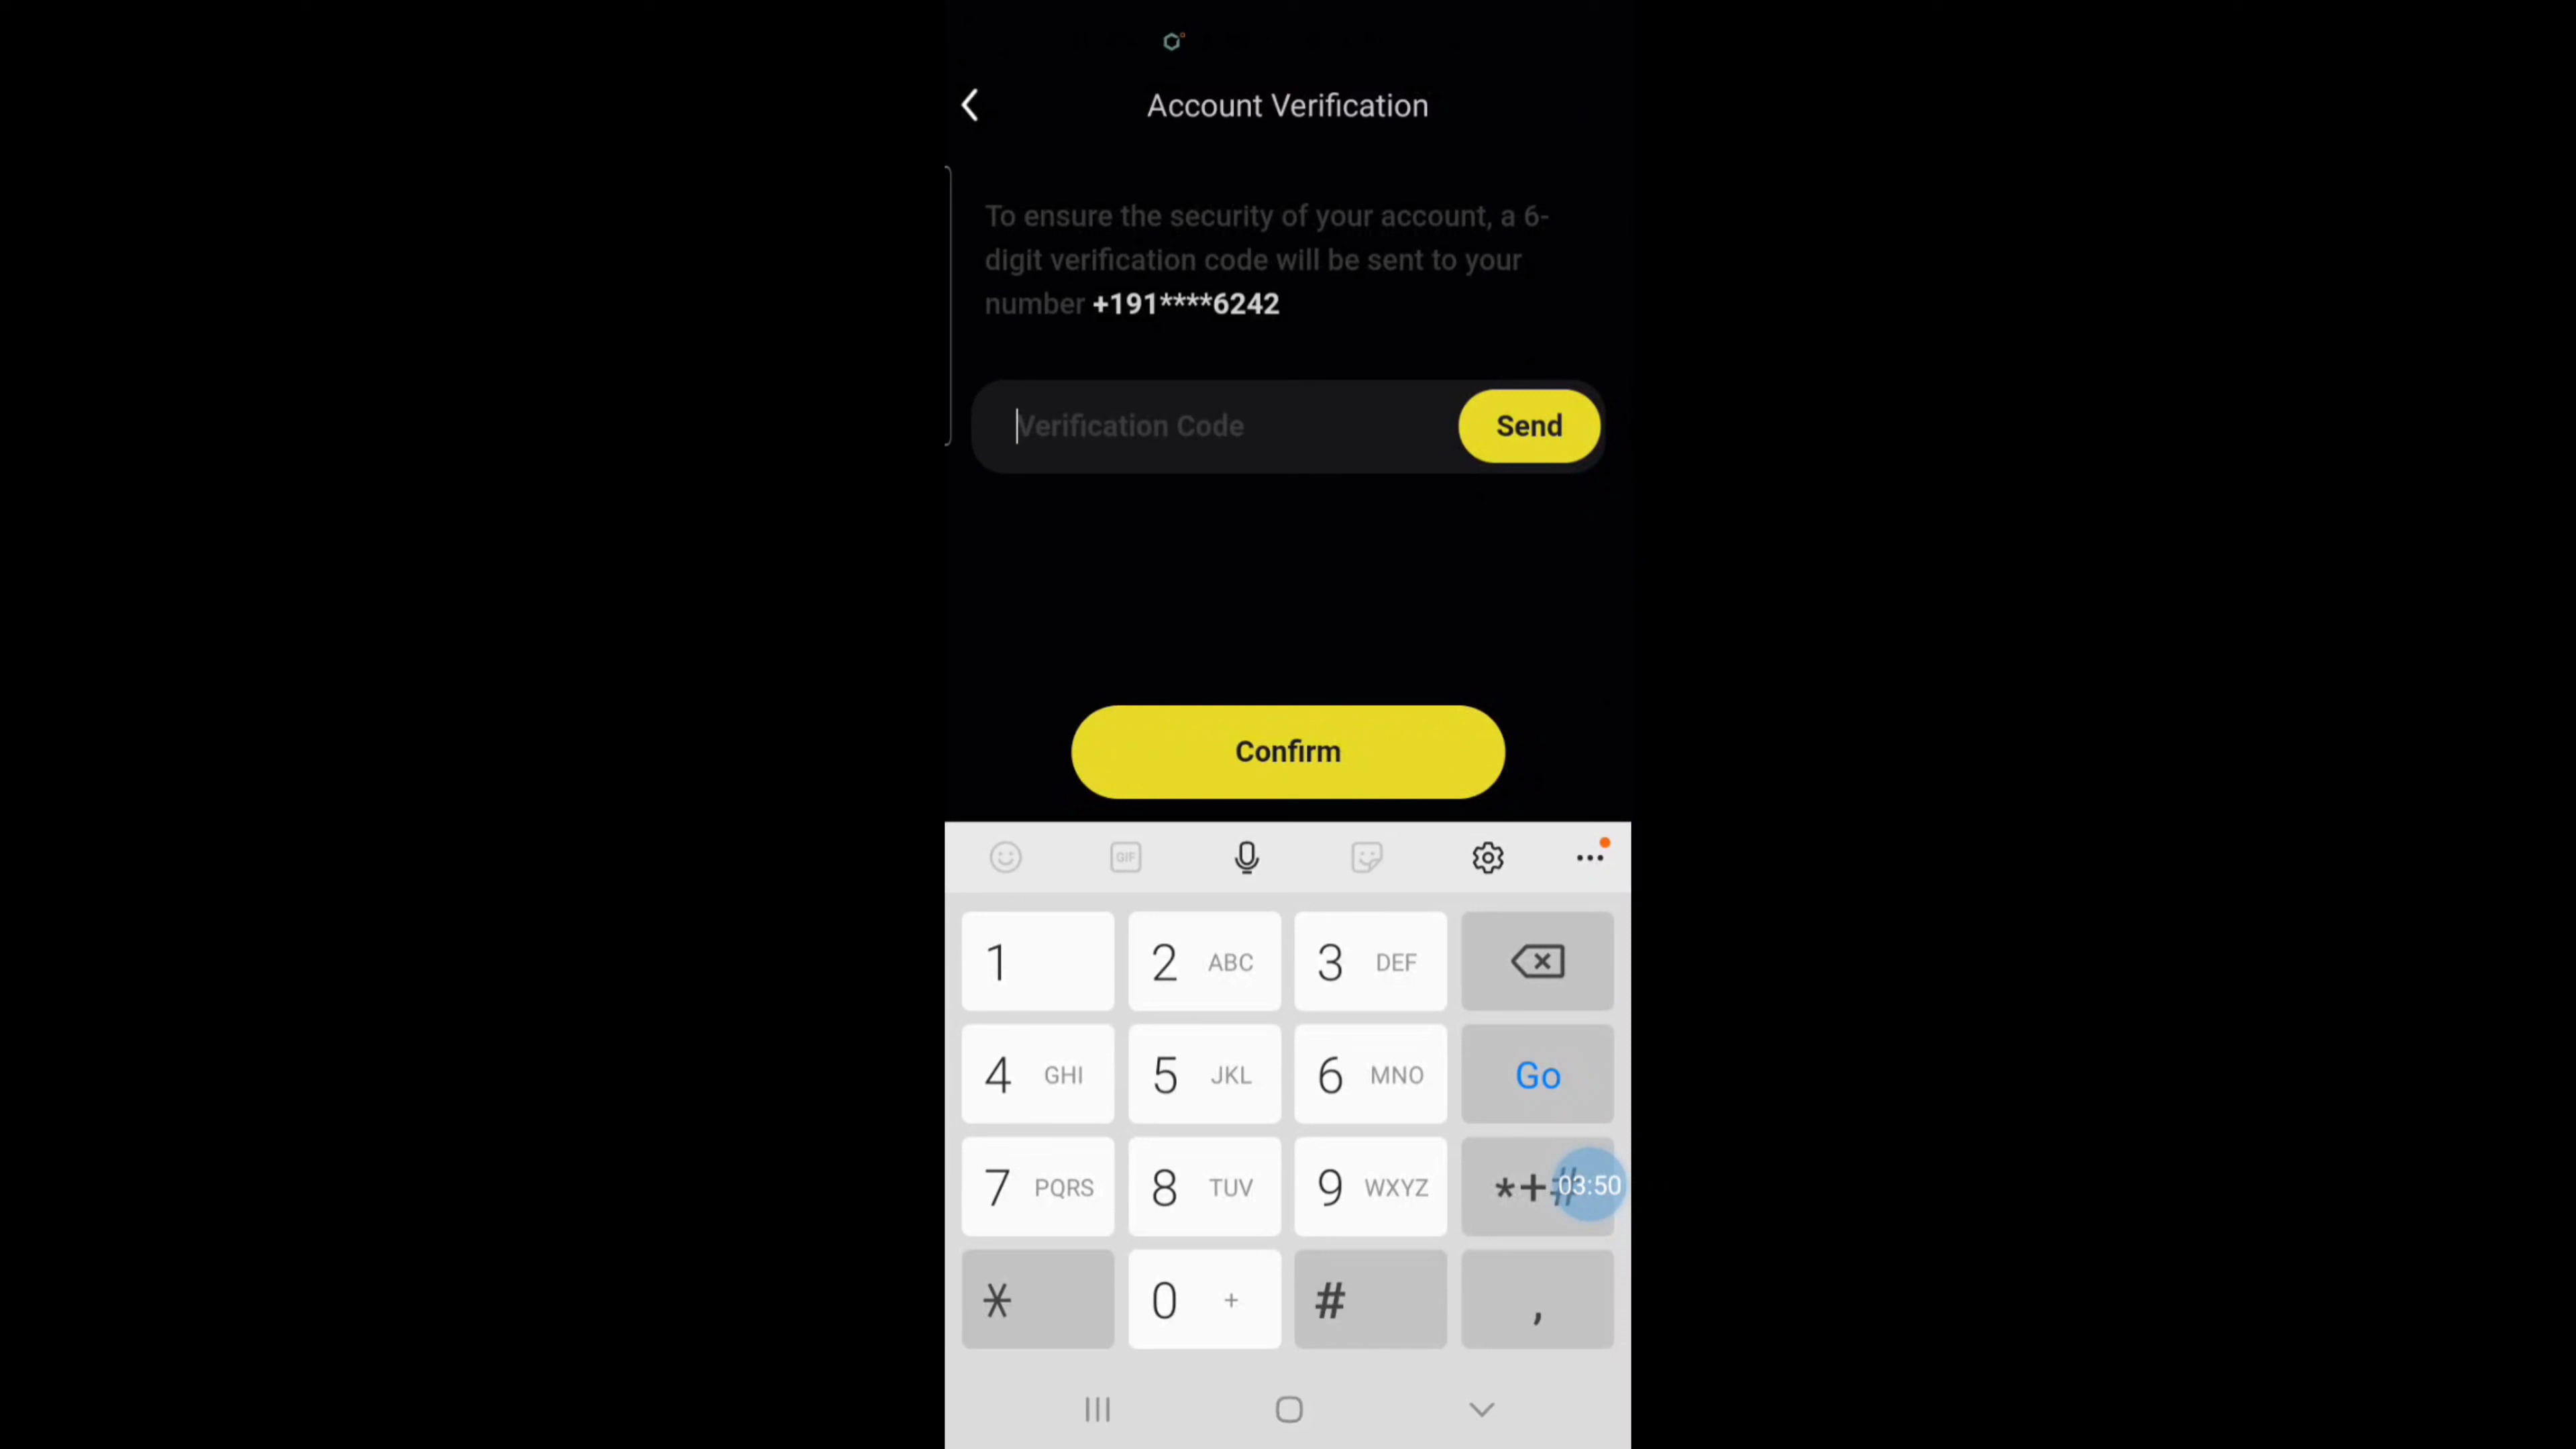 Account Verification
To ensure the security of your account, a 6-
digit verification code will be sent to your
number +191****6242
Verification Code
Send
Confirm
GIF
1
2 ABC
3 DEF
4 GHI
5 JKL
6 MNO
Go
7 PQRS
8 TUV
9 WXYZ
*+#
03:50
*
0 +
#
,